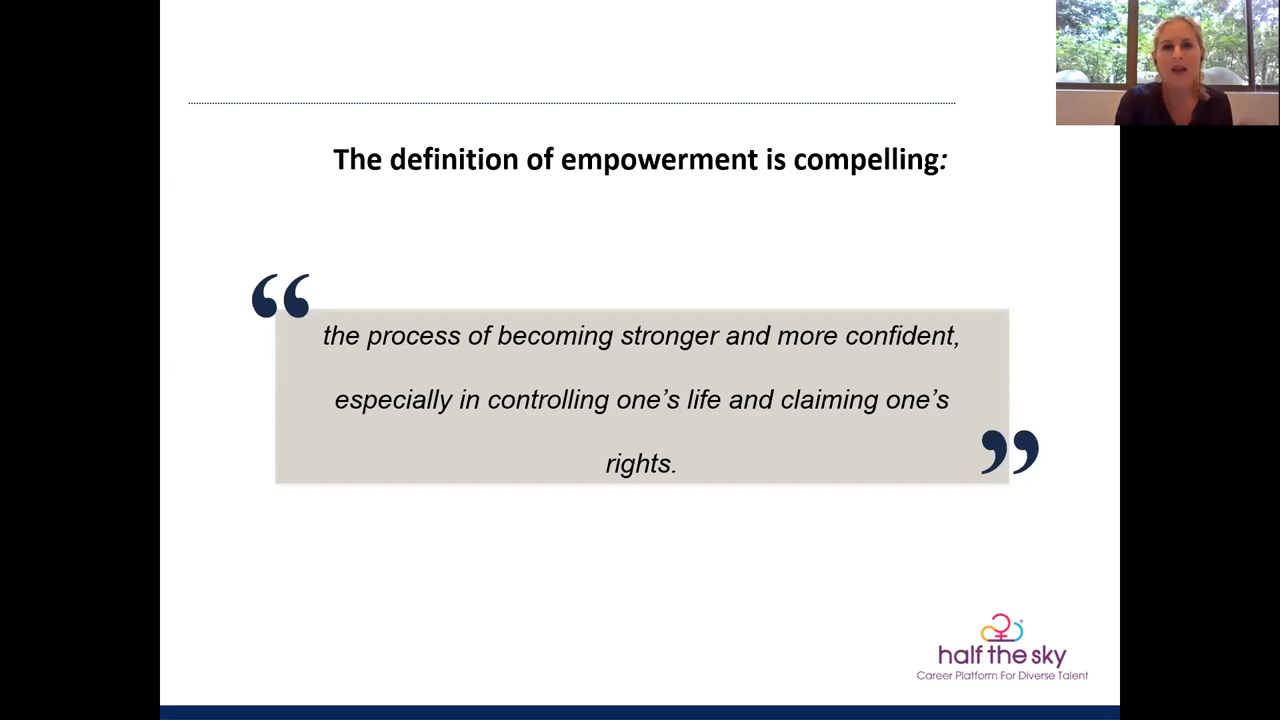 The definition of empowerment is compelling:
“
the process of becoming stronger and more confident,
especially in controlling one’s life and claiming one’s
rights.
”
half the sky
Career Platform For Diverse Talent